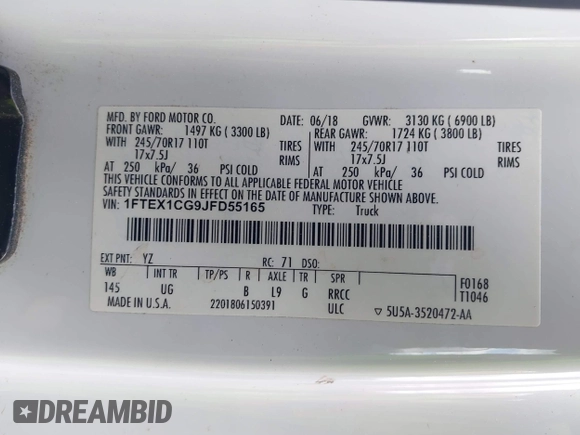 MFD. BY FORD MOTOR CO. DATE: 06/18 GVWR: 3130 KG ( 6900 LB)
FRONT GAWR: 1497 KG ( 3300 LB) REAR GAWR: 1724 KG ( 3800 LB)
WITH 245/70R17 110T TIRES WITH 245/70R17 110T TIRES
17x7.5J RIMS 17x7.5J RIMS
AT 250 kPa/ 36 PSI COLD AT 250 kPa/ 36 PSI COLD
THIS VEHICLE CONFORMS TO ALL APPLICABLE FEDERAL MOTOR VEHICLE
SAFETY STANDARDS IN EFFECT ON THE DATE OF MANUFACTURE SHOWN ABOVE.
VIN: 1FTEX1CG9JFD55165 TYPE: Truck
EXT PNT: YZ RC: 71 DSO:
WB INT TR TP/PS R AXLE TR SPR F0168
145 UG B L9 G RRCC T1046
MADE IN U.S.A. 2201806150391 ULC ▽ 5U5A-3520472-AA
DREAMBID